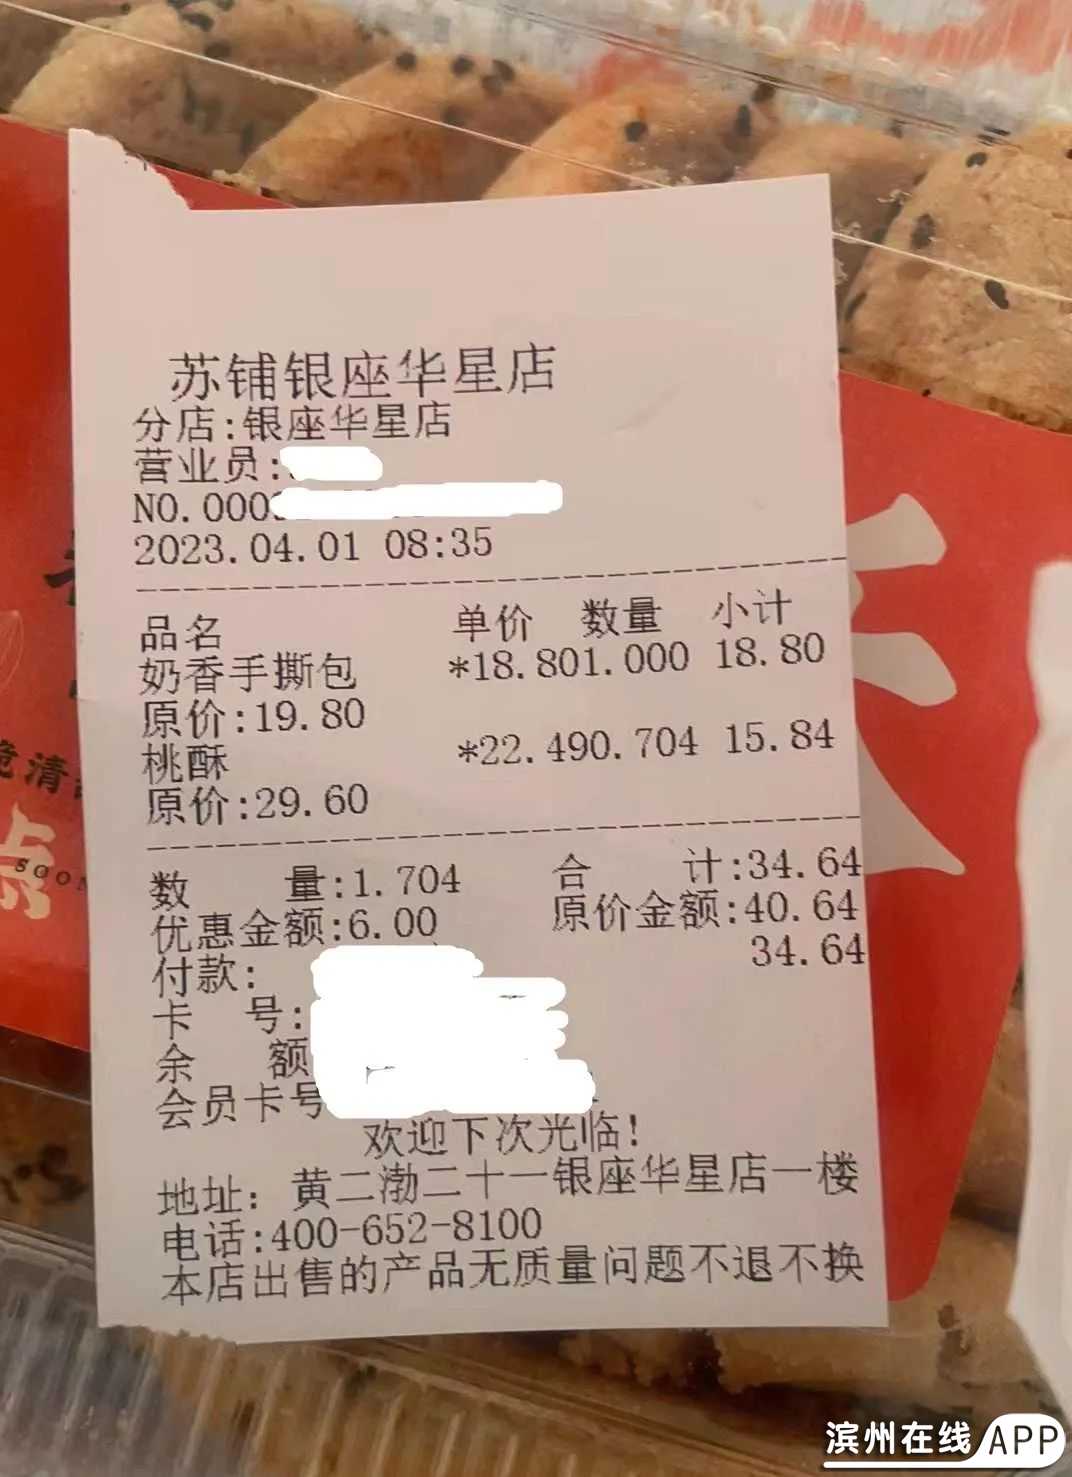 苏铺银座华星店
分店:银座华星店
营业员:
NO.000
2023.04.01 08:35
品名 单价 数量 小计
奶香手撕包 *18.801.000 18.80
原价:19.80
桃酥 *22.490.704 15.84
原价:29.60
数 量:1.704 合 计:34.64
优惠金额:6.00 原价金额:40.64
付款: 34.64
卡 号:
余 额
会员卡号
欢迎下次光临!
地址: 黄二渤二十一银座华星店一楼
电话:400-652-8100
本店出售的产品无质量问题不退不换
SOON
滨州在线 APP